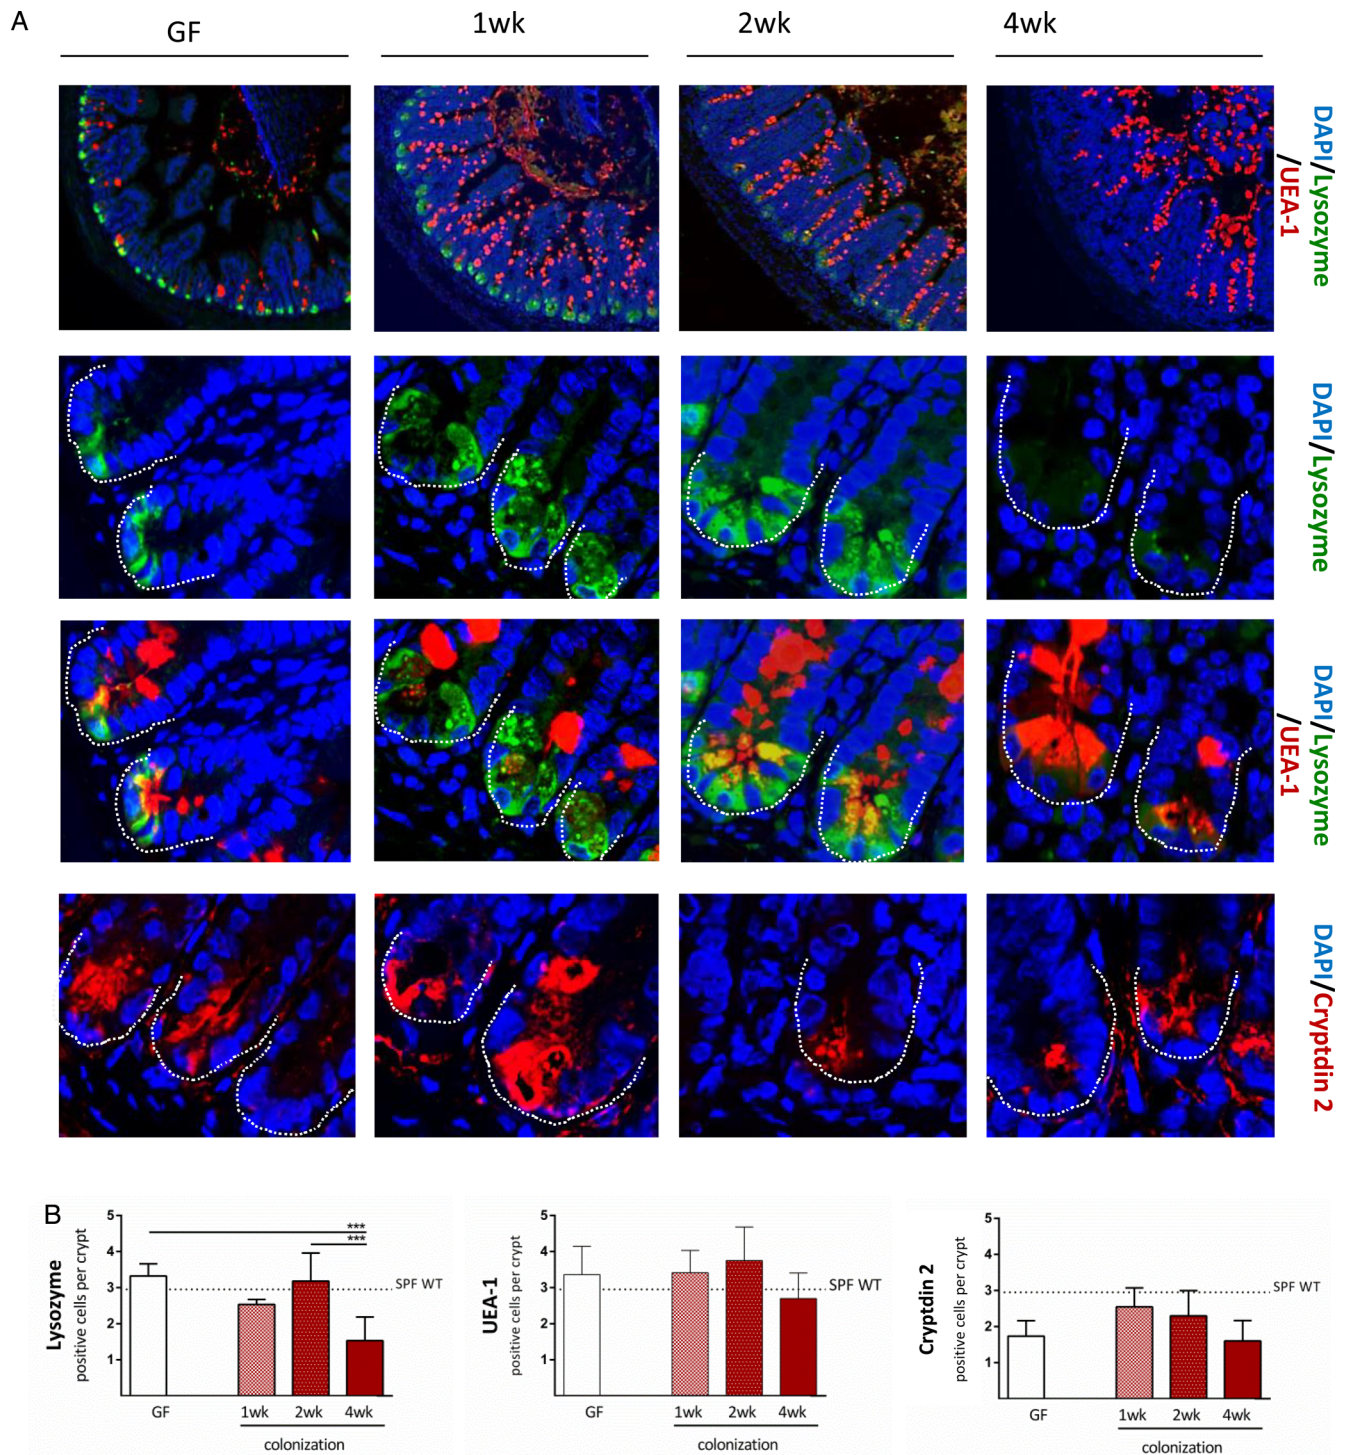 A
GF
1wk
2wk
4wk
DAPI/Lysozyme
/UEA-1
DAPI/Lysozyme
DAPI/Lysozyme
/UEA-1
DAPI/Cryptdin 2
B
Lysozyme
positive cells per crypt
5
4
3
2
1
***
***
SPF WT
GF
1wk
2wk
4wk
colonization
UEA-1
positive cells per crypt
5
4
3
2
1
SPF WT
GF
1wk
2wk
4wk
colonization
Cryptdin 2
positive cells per crypt
5
4
3
2
1
SPF WT
GF
1wk
2wk
4wk
colonization